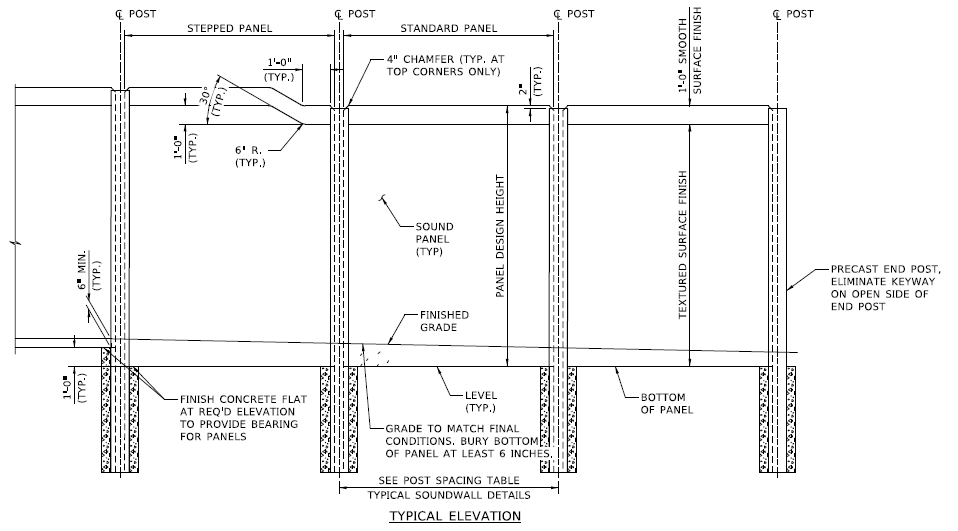 ℄ POST
℄ POST
℄ POST
℄ POST
STEPPED PANEL
STANDARD PANEL
1'-0" SMOOTH
SURFACE FINISH
1'-0"
(TYP.)
4" CHAMFER (TYP. AT
TOP CORNERS ONLY)
2"
(TYP.)
30°
(TYP.)
1'-0"
(TYP.)
6" R.
(TYP.)
PANEL DESIGN HEIGHT
TEXTURED SURFACE FINISH
SOUND
PANEL
(TYP)
6" MIN.
(TYP.)
PRECAST END POST,
ELIMINATE KEYWAY
ON OPEN SIDE OF
END POST
FINISHED
GRADE
1'-0"
(TYP.)
FINISH CONCRETE FLAT
AT REQ'D ELEVATION
TO PROVIDE BEARING
FOR PANELS
LEVEL
(TYP.)
BOTTOM
OF PANEL
GRADE TO MATCH FINAL
CONDITIONS. BURY BOTTOM
OF PANEL AT LEAST 6 INCHES.
SEE POST SPACING TABLE
TYPICAL SOUNDWALL DETAILS
TYPICAL ELEVATION